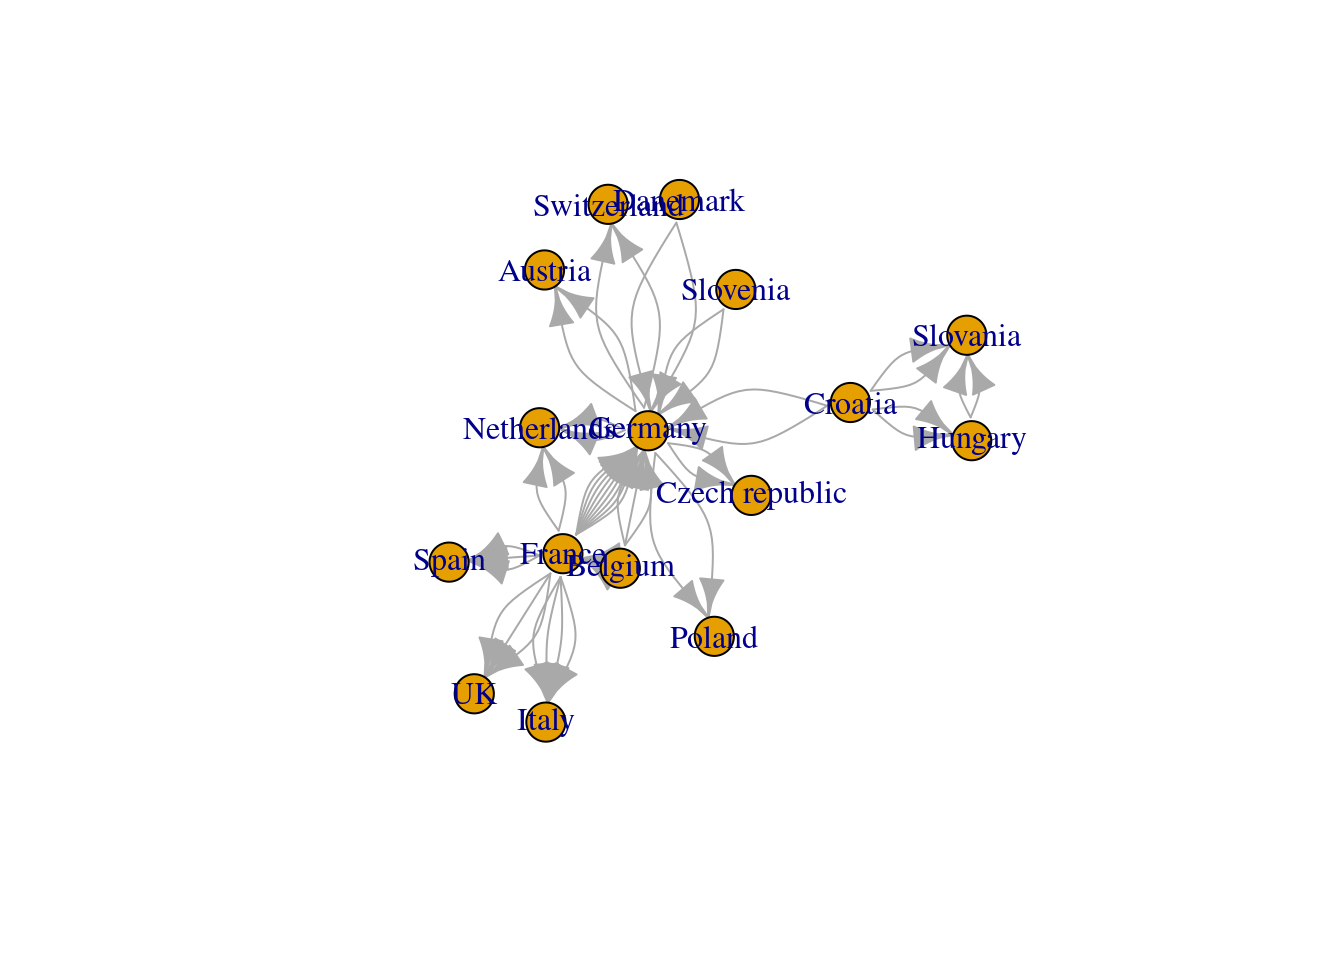 Switzerland
Danemark
Austria
Slovenia
Slovania
Croatia
Netherlands
Germany
Hungary
Czech republic
Spain
France
Belgium
Poland
UK
Italy